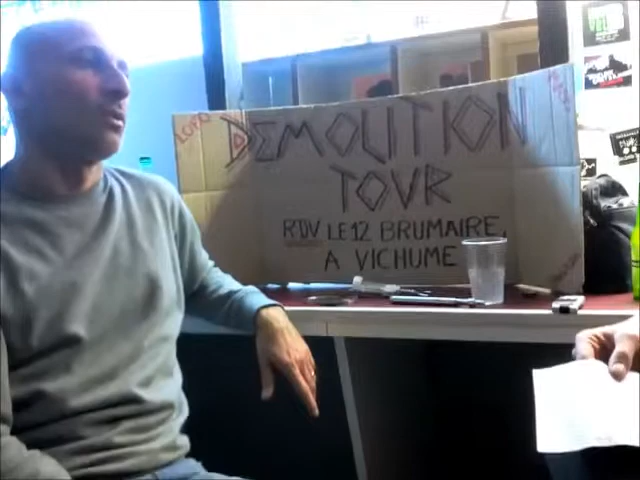 DEMOLITION
TOUR
RDV LE 12 BRUMAIRE,
A VICHUME